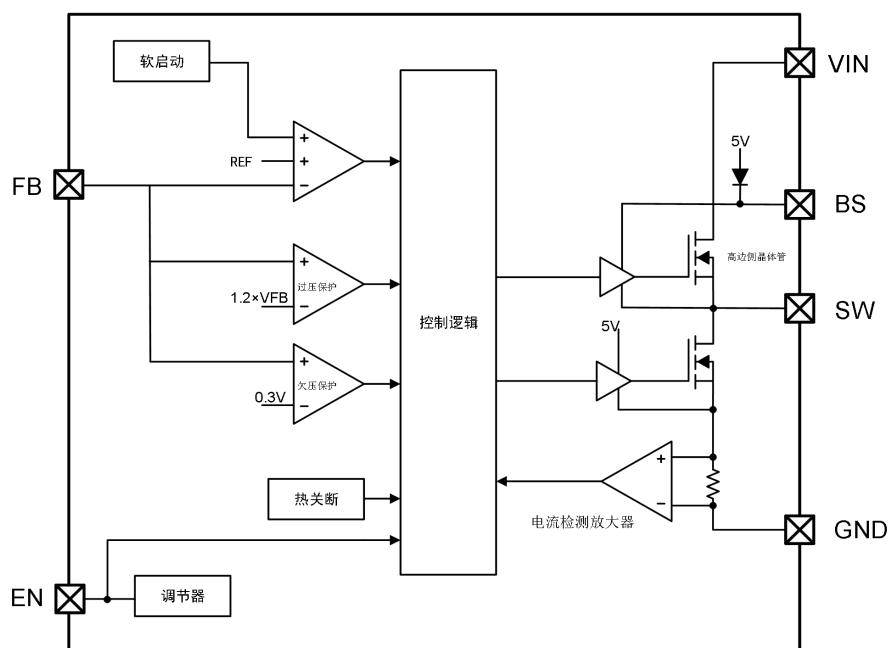 软启动
VIN
REF
+
+
−
5V
FB
BS
+
过压保护
1.2×VFB
−
高边侧晶体管
控制逻辑
SW
5V
+
欠压保护
0.3V
−
+
热关断
−
电流检测放大器
GND
EN
调节器